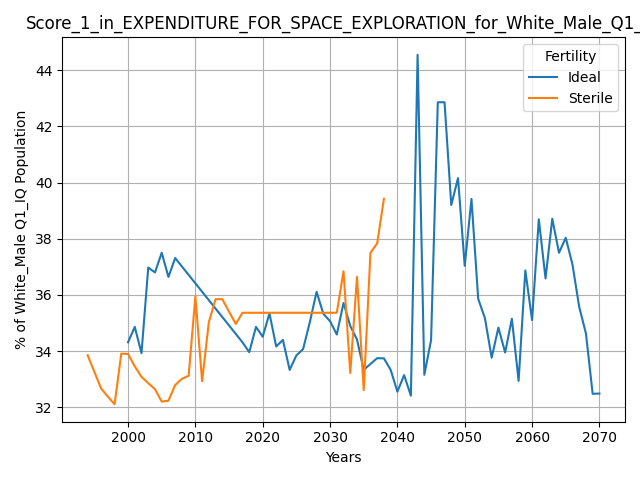 Score_1_in_EXPENDITURE_FOR_SPACE_EXPLORATION_for_White_Male_Q1_
Fertility
Ideal
Sterile
% of White_Male Q1_IQ Population
44
42
40
38
36
34
32
2000 2010 2020 2030 2040 2050 2060 2070
Years